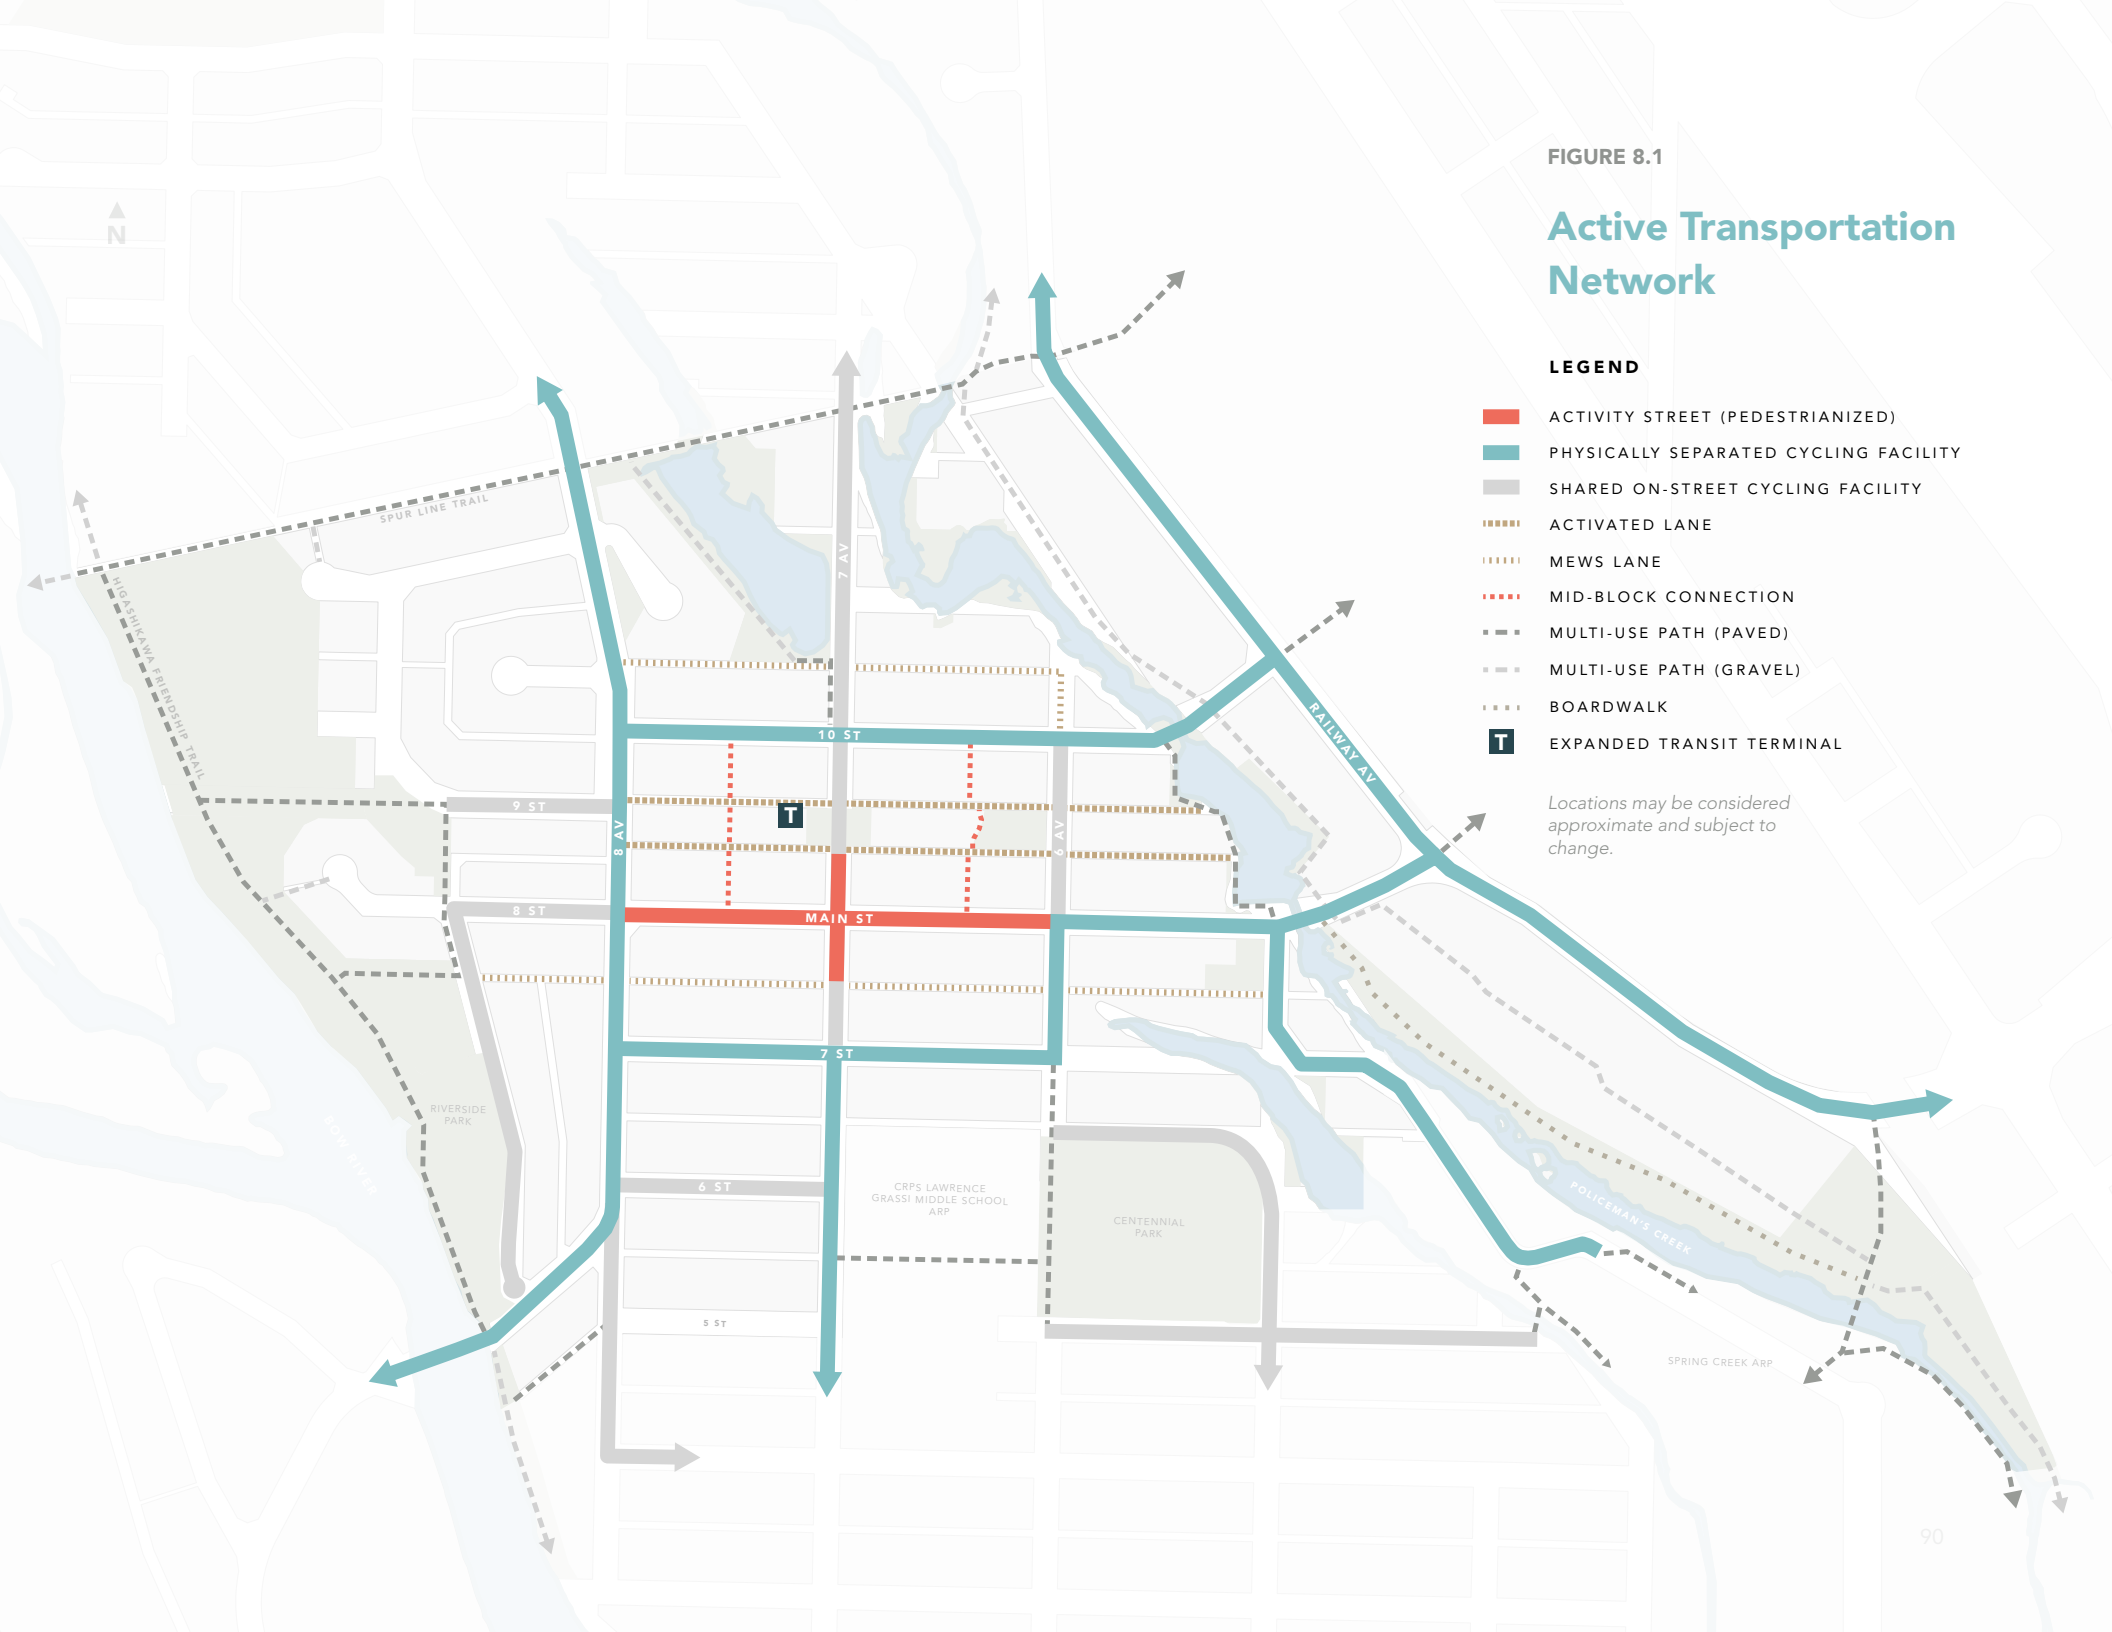 FIGURE 8.1
Active Transportation
Network
N
LEGEND
ACTIVITY STREET (PEDESTRIANIZED)
PHYSICALLY SEPARATED CYCLING FACILITY
SHARED ON-STREET CYCLING FACILITY
ACTIVATED LANE
MEWS LANE
MID-BLOCK CONNECTION
MULTI-USE PATH (PAVED)
MULTI-USE PATH (GRAVEL)
BOARDWALK
T
EXPANDED TRANSIT TERMINAL
Locations may be considered
approximate and subject to
change.
SPUR LINE TRAIL
HIGASHIKAWA FRIENDSHIP TRAIL
7 AV
RAILWAY AV
10 ST
9 ST
T
8 AV
6 AV
8 ST
MAIN ST
7 ST
RIVERSIDE
PARK
BOW RIVER
6 ST
CRPS LAWRENCE
GRASSI MIDDLE SCHOOL
ARP
CENTENNIAL
PARK
POLICEMAN'S CREEK
5 ST
SPRING CREEK ARP
90